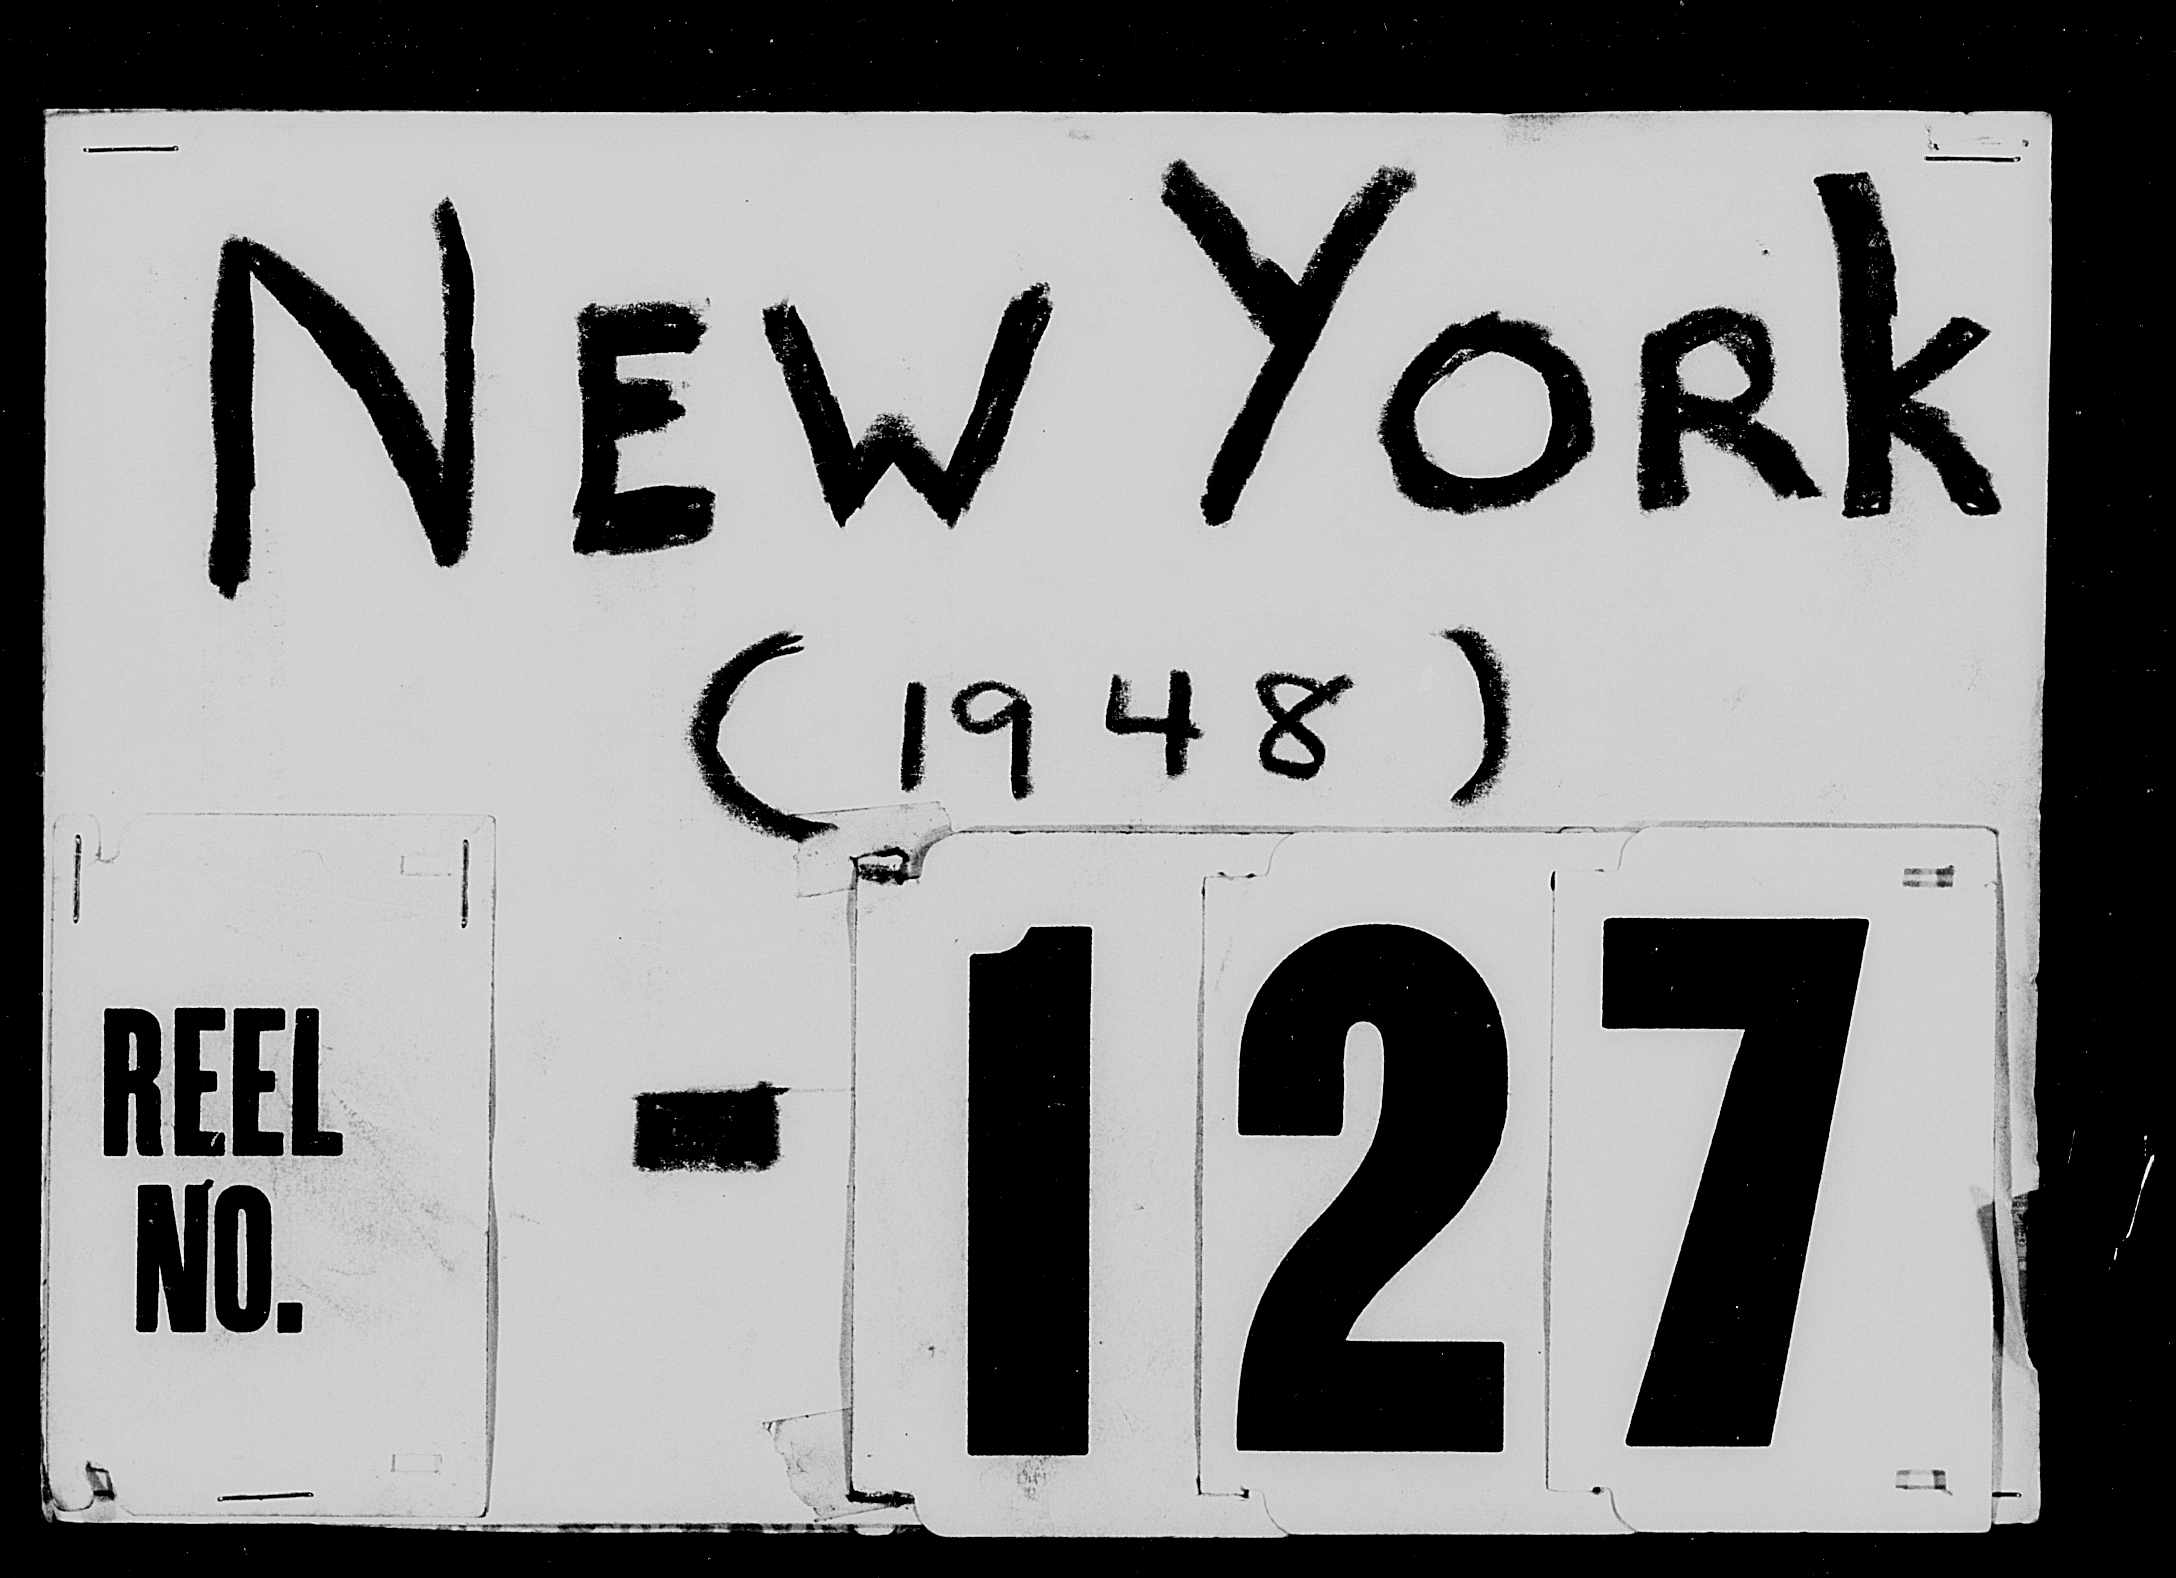 NEW YORK
(1948)
REEL
NO. - 127